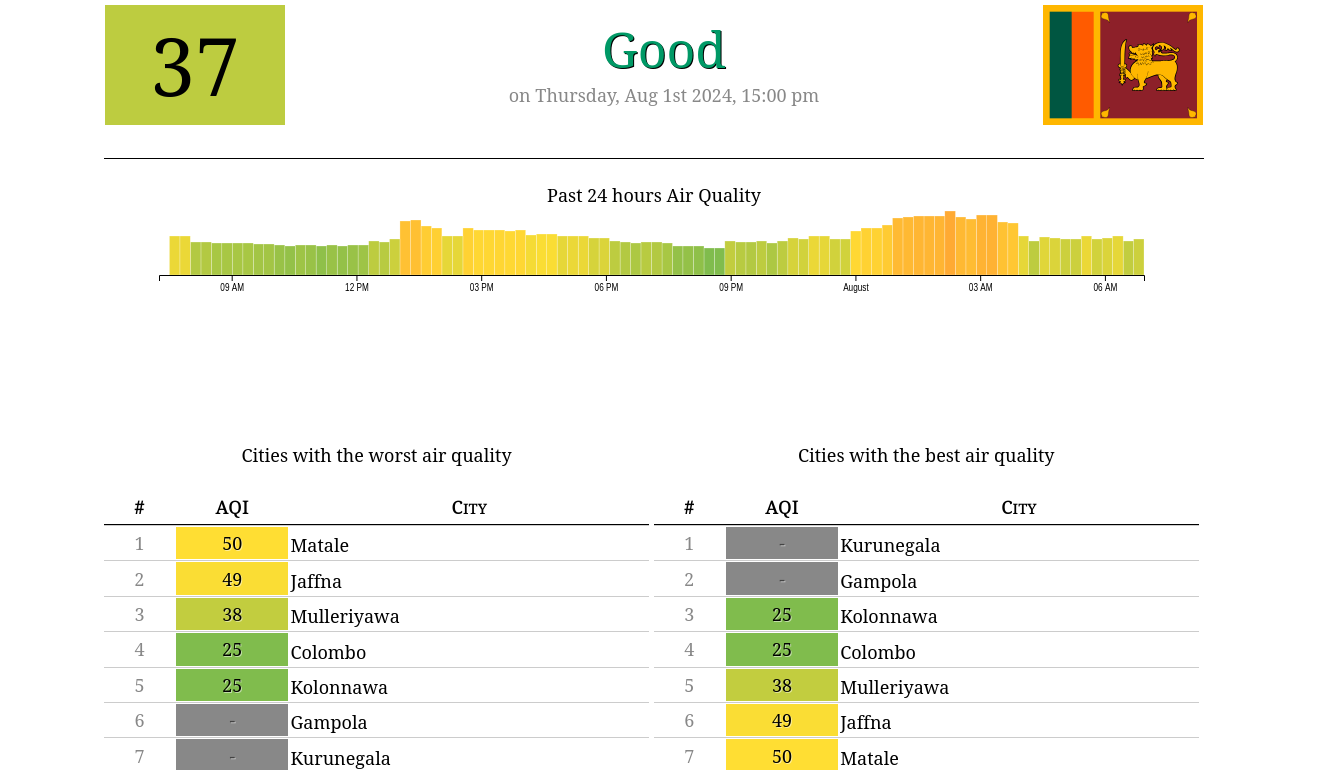 37
Good
on Thursday, Aug 1st 2024, 15:00 pm
Past 24 hours Air Quality
09 AM 12 PM 03 PM 06 PM 09 PM August 03 AM 06 AM
Cities with the worst air quality
# AQI City
1 50 Matale
2 49 Jaffna
3 38 Mulleriyawa
4 25 Colombo
5 25 Kolonnawa
6 - Gampola
7 - Kurunegala
Cities with the best air quality
# AQI City
1 - Kurunegala
2 - Gampola
3 25 Kolonnawa
4 25 Colombo
5 38 Mulleriyawa
6 49 Jaffna
7 50 Matale